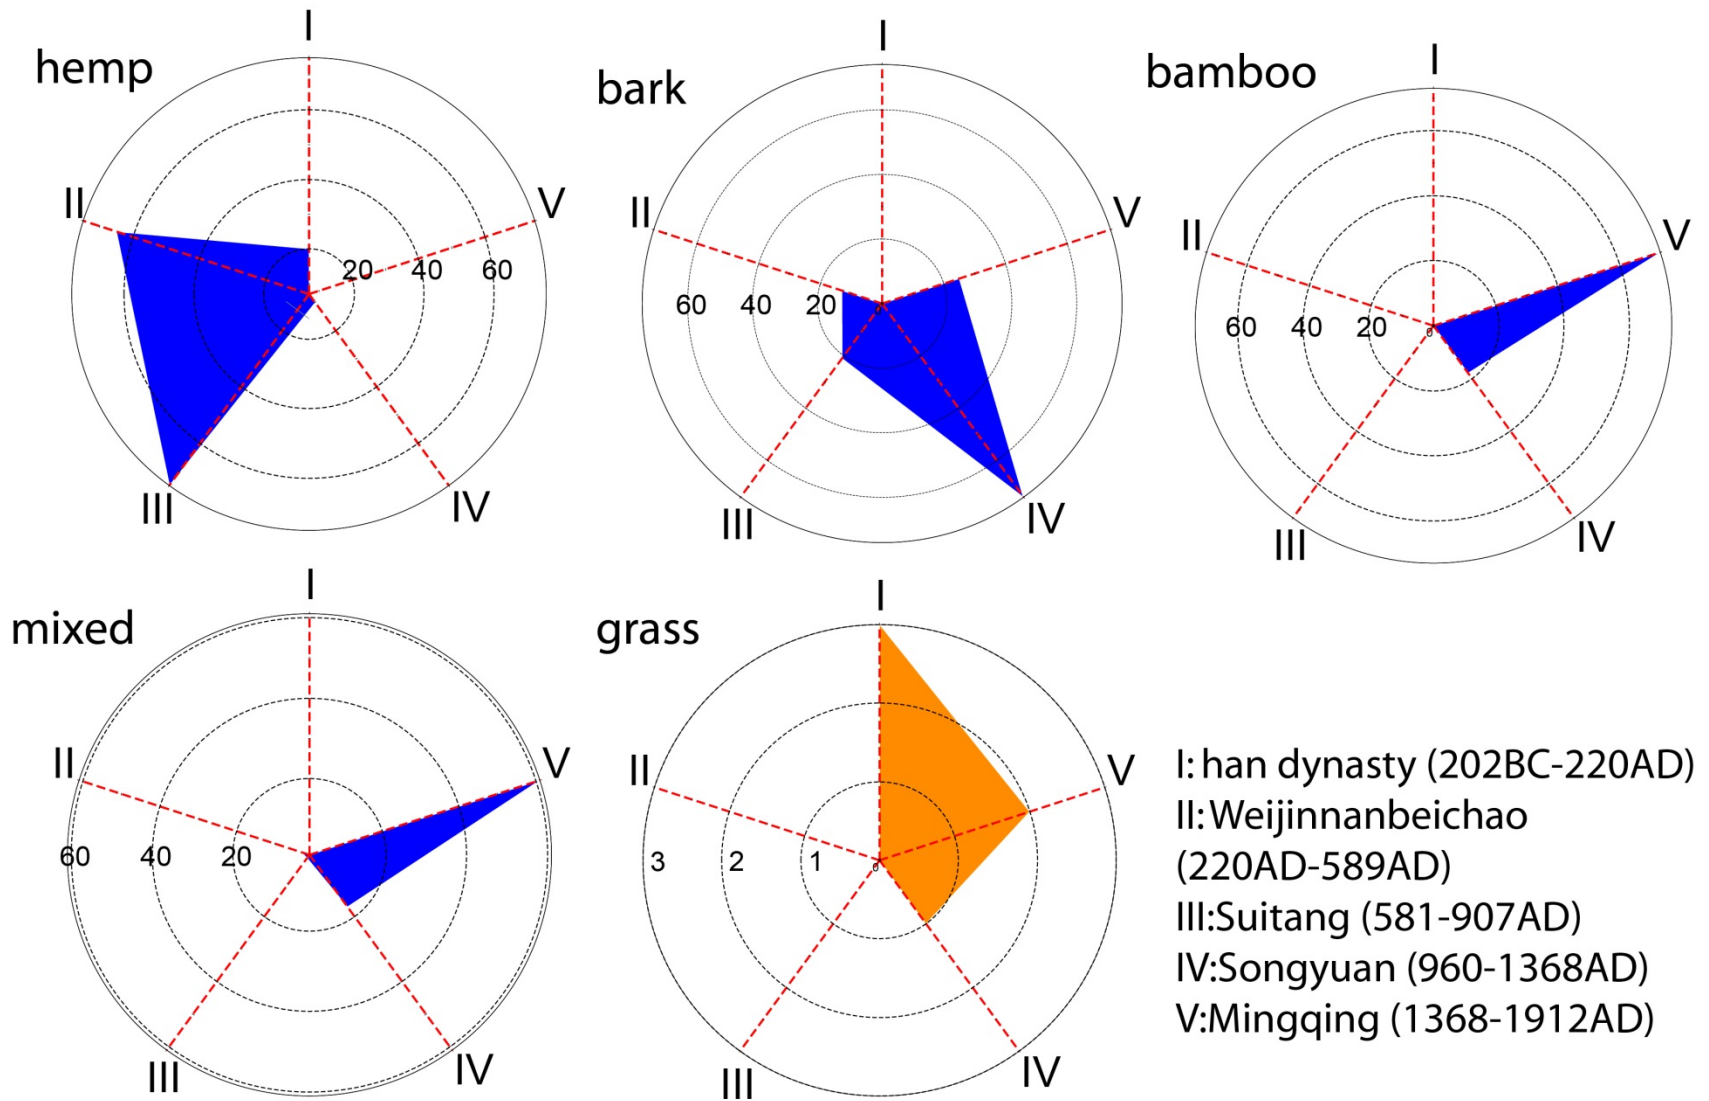 hemp
I
II
V
20 40 60
III
IV
bark
I
II
V
60 40 20
III
IV
bamboo
I
II
V
60 40 20 0
III
IV
mixed
I
II
V
60 40 20
III
IV
grass
I
II
V
3 2 1 0
III
IV
I: han dynasty (202BC-220AD)
II: Weijinnanbeichao
(220AD-589AD)
III:Suitang (581-907AD)
IV:Songyuan (960-1368AD)
V:Mingqing (1368-1912AD)